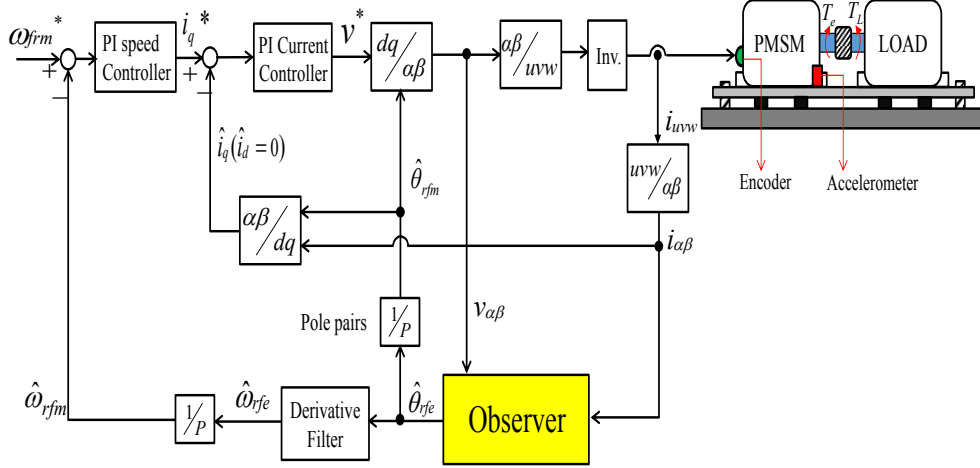 ω_frm*
+
−
PI speed
Controller
i_q*
+
−
PI Current
Controller
v*
dq/αβ
αβ/uvw
Inv.
PMSM
T_e
T_L
LOAD
i_uvw
uvw/αβ
Encoder
Accelerometer
î_q(î_d = 0)
θ̂_rfm
αβ/dq
i_αβ
Pole pairs
1/P
v_αβ
ω̂_rfm
1/P
ω̂_rfe
Derivative
Filter
θ̂_rfe
Observer